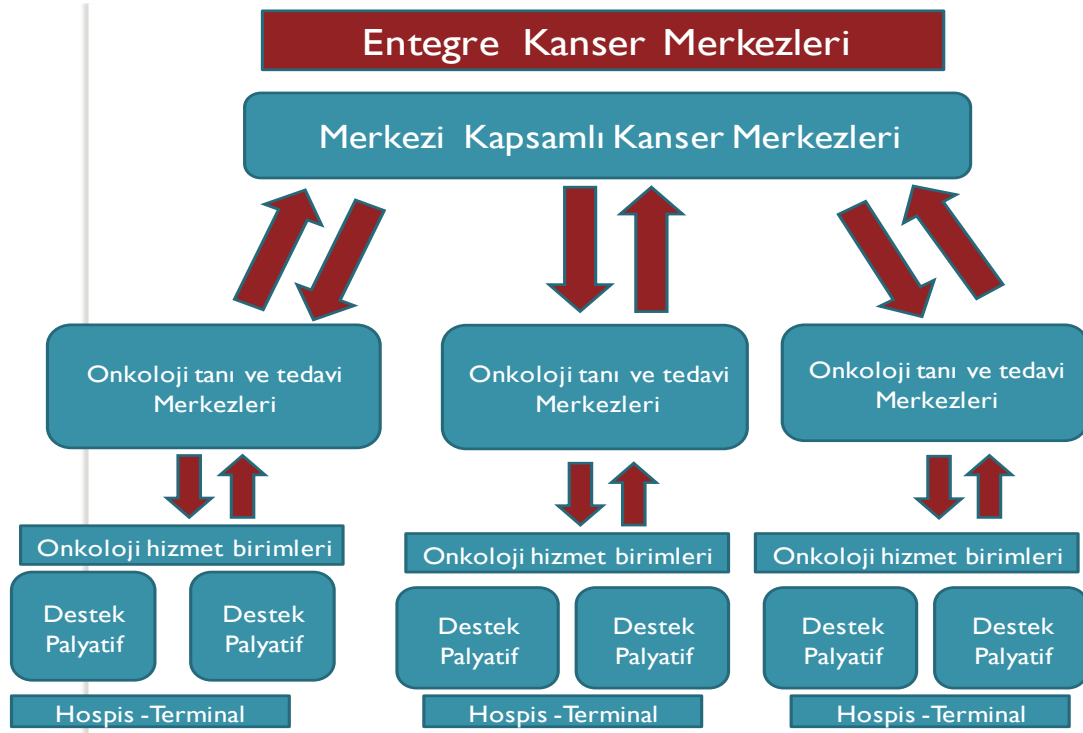 Entegre Kanser Merkezleri
Merkezi Kapsamlı Kanser Merkezleri
Onkoloji tanı ve tedavi
Merkezleri
Onkoloji tanı ve tedavi
Merkezleri
Onkoloji tanı ve tedavi
Merkezleri
Onkoloji hizmet birimleri
Onkoloji hizmet birimleri
Onkoloji hizmet birimleri
Destek
Palyatif
Destek
Palyatif
Destek
Palyatif
Destek
Palyatif
Destek
Palyatif
Destek
Palyatif
Hospis -Terminal
Hospis -Terminal
Hospis -Terminal